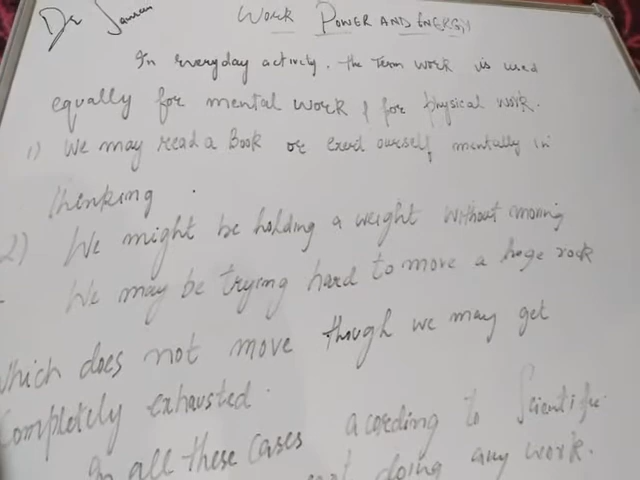 Dr
WORK POWER AND ENERGY
In everyday activity. the Term work is used
equally for mental work & for Physical work.
1) We may read a Book or exert ourself mentally in
thinking
2) We might be holding a weight without moving
We may be trying hard to move a huge rock
which does not move though we may get
completely exhausted.
In all these cases acording to Scientific
doing any work.